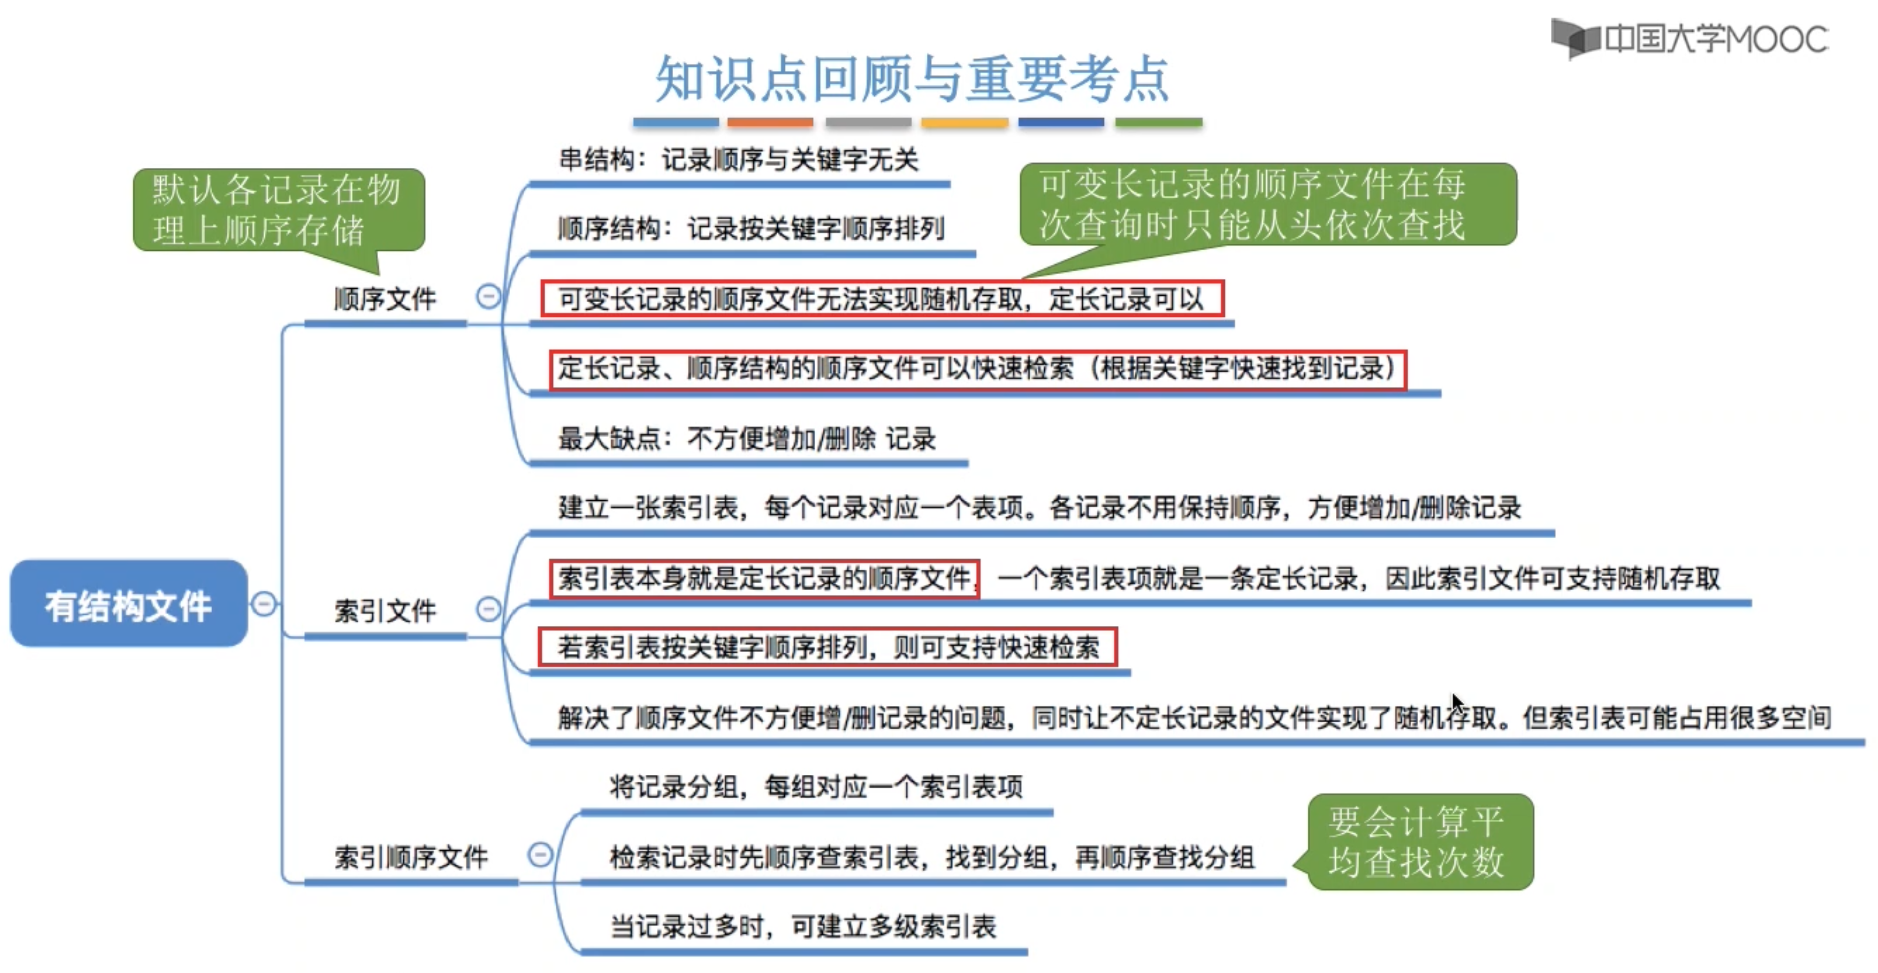 中国大学MOOC
知识点回顾与重要考点
默认各记录在物
理上顺序存储
可变长记录的顺序文件在每
次查询时只能从头依次查找
有结构文件
顺序文件
串结构：记录顺序与关键字无关
顺序结构：记录按关键字顺序排列
可变长记录的顺序文件无法实现随机存取，定长记录可以
定长记录、顺序结构的顺序文件可以快速检索（根据关键字快速找到记录）
最大缺点：不方便增加/删除 记录
索引文件
建立一张索引表，每个记录对应一个表项。各记录不用保持顺序，方便增加/删除记录
索引表本身就是定长记录的顺序文件，一个索引表项就是一条定长记录，因此索引文件可支持随机存取
若索引表按关键字顺序排列，则可支持快速检索
解决了顺序文件不方便增/删记录的问题，同时让不定长记录的文件实现了随机存取。但索引表可能占用很多空间
索引顺序文件
将记录分组，每组对应一个索引表项
检索记录时先顺序查索引表，找到分组，再顺序查找分组
当记录过多时，可建立多级索引表
要会计算平
均查找次数